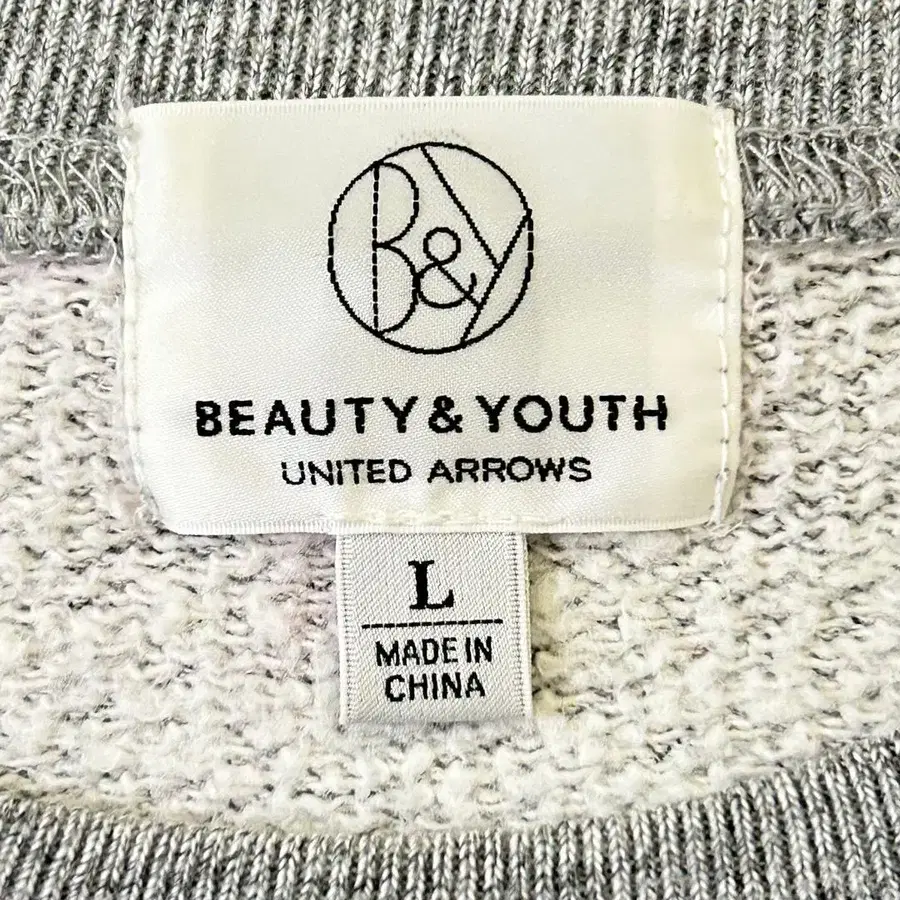 B&Y
BEAUTY & YOUTH
UNITED ARROWS
L
MADE IN
CHINA